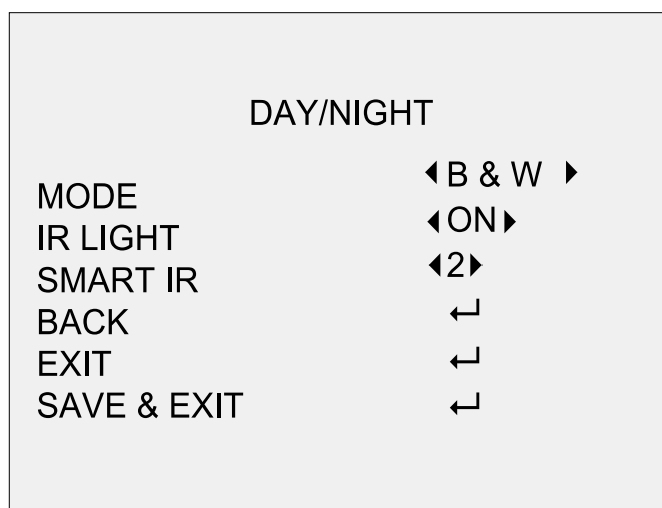 DAY/NIGHT
MODE B & W
IR LIGHT ON
SMART IR 2
BACK
EXIT
SAVE & EXIT